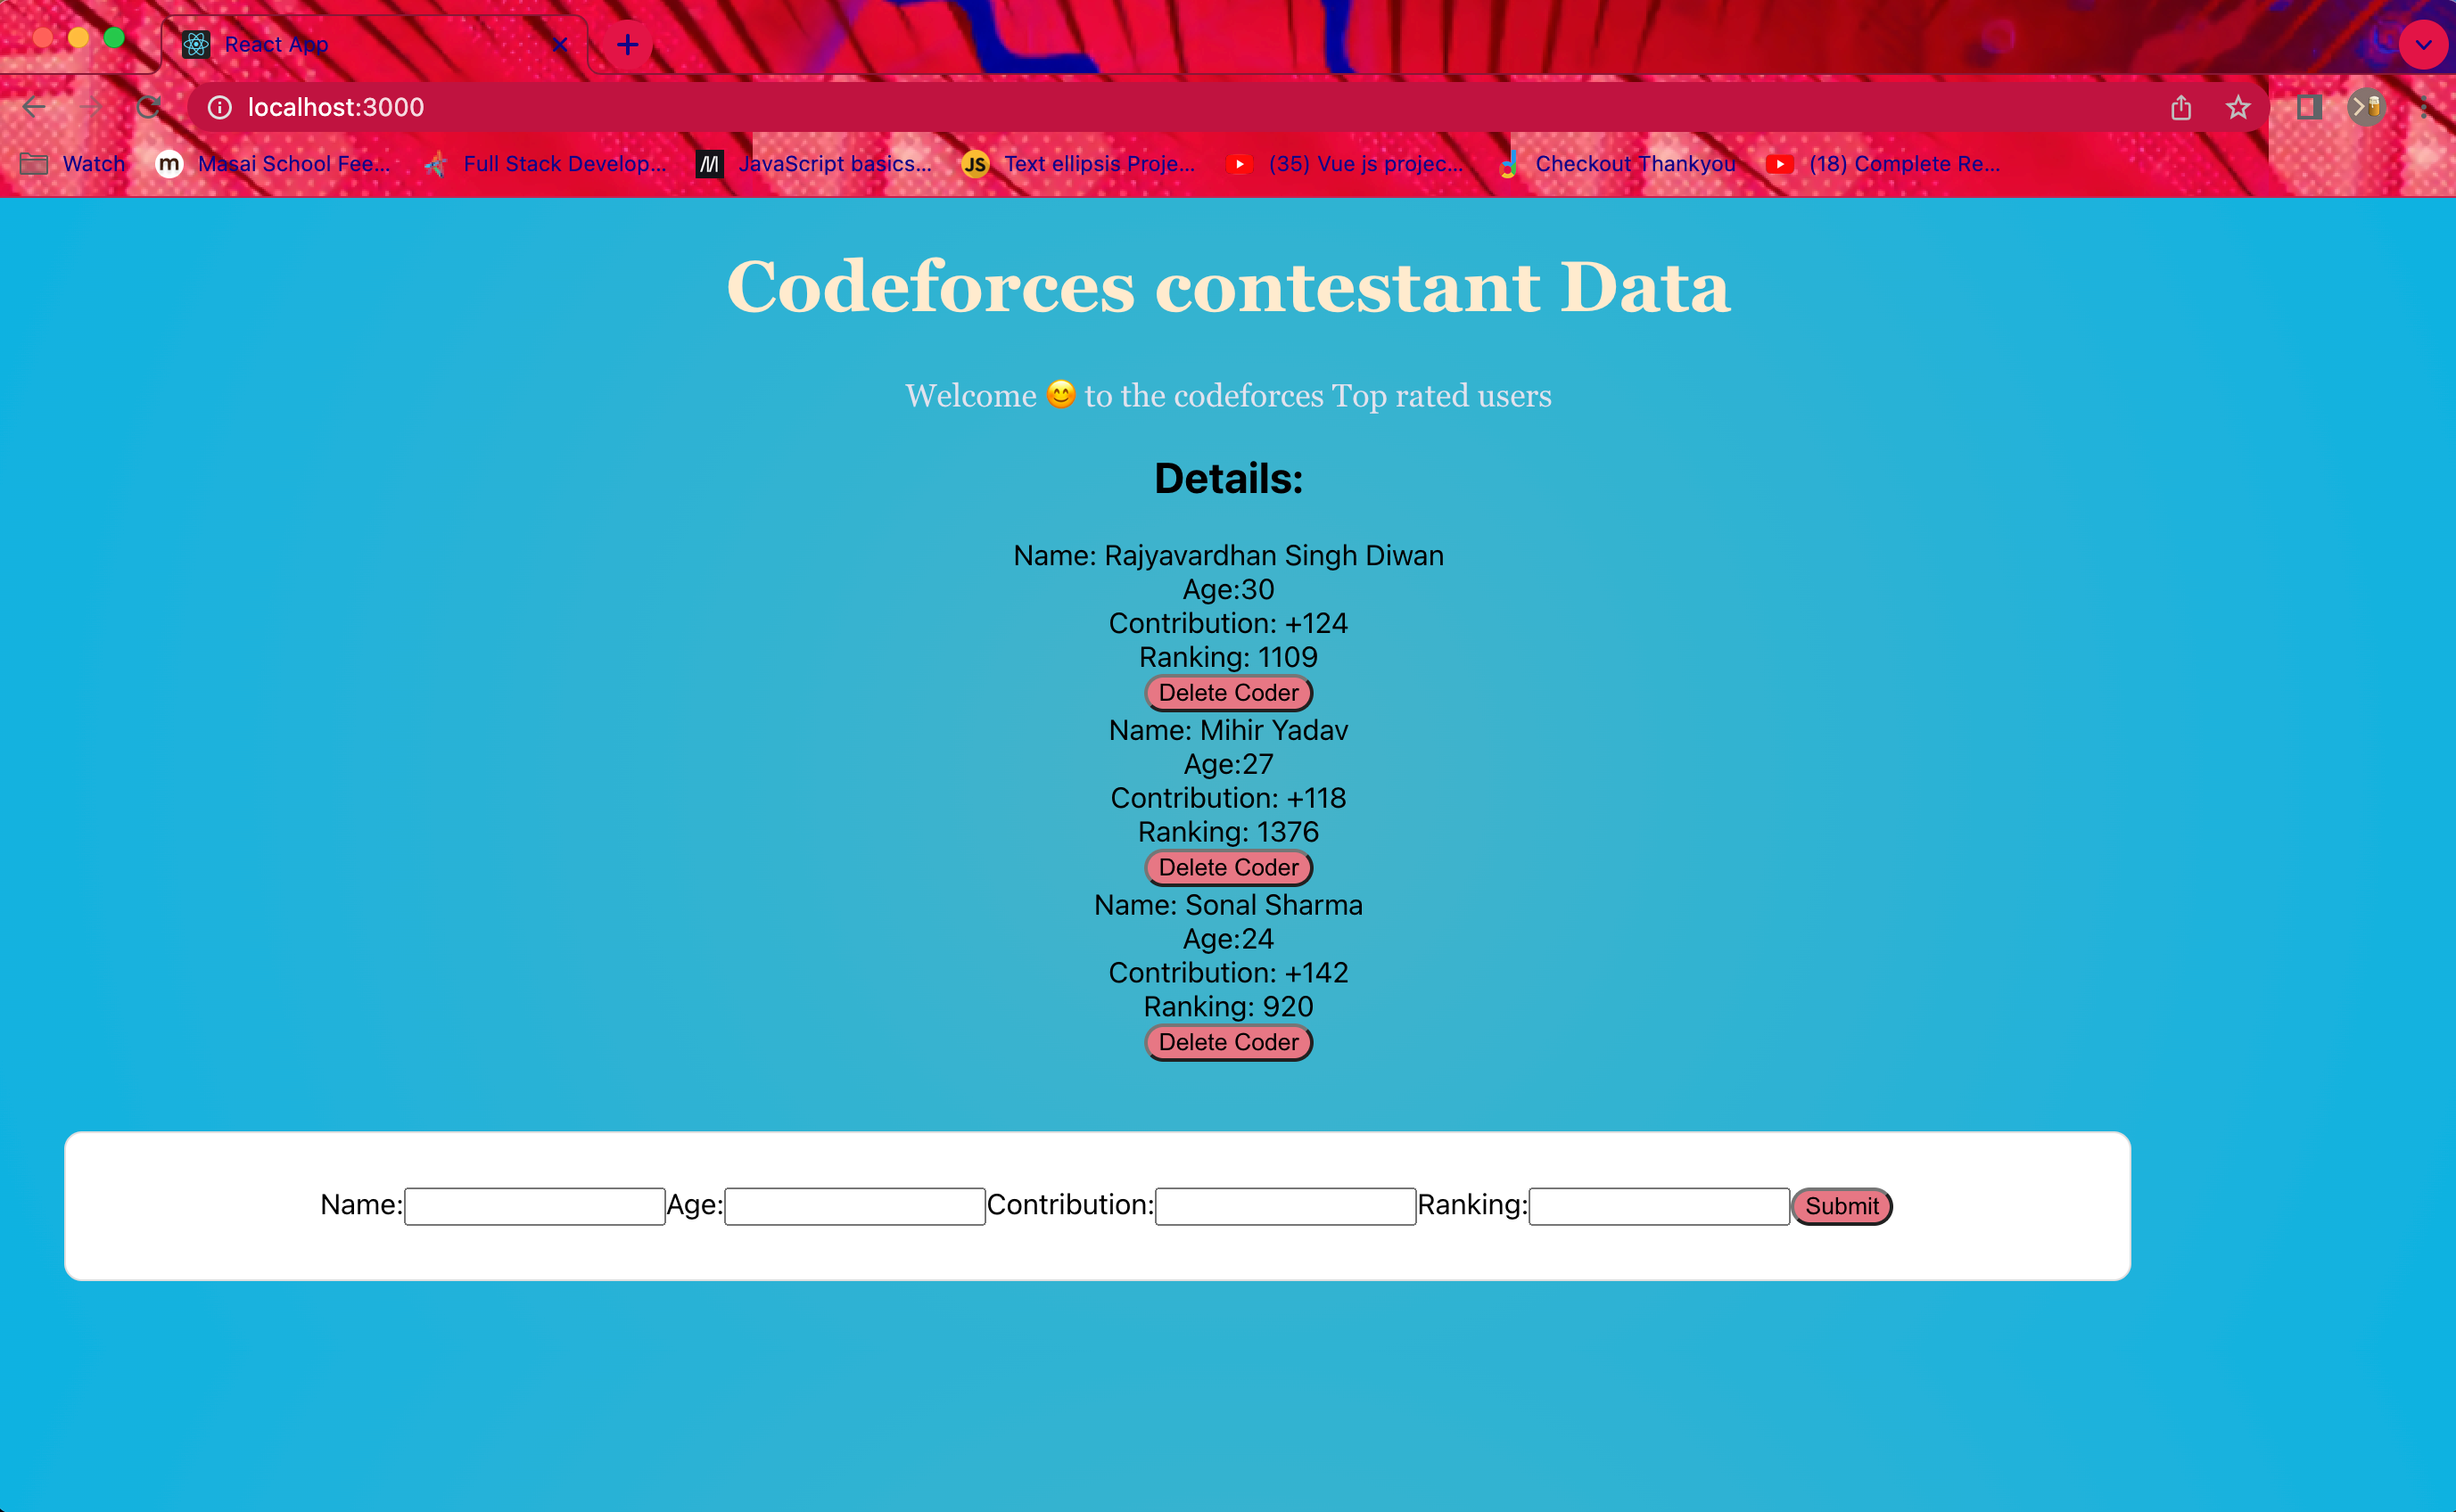 React App
localhost:3000
Watch Masai School Fee... Full Stack Develop... JavaScript basics... JS Text ellipsis Proje... (35) Vue js projec... Checkout Thankyou (18) Complete Re...
Codeforces contestant Data
Welcome 😊 to the codeforces Top rated users
Details:
Name: Rajyavardhan Singh Diwan
Age:30
Contribution: +124
Ranking: 1109
Delete Coder
Name: Mihir Yadav
Age:27
Contribution: +118
Ranking: 1376
Delete Coder
Name: Sonal Sharma
Age:24
Contribution: +142
Ranking: 920
Delete Coder
Name: Age: Contribution: Ranking: Submit